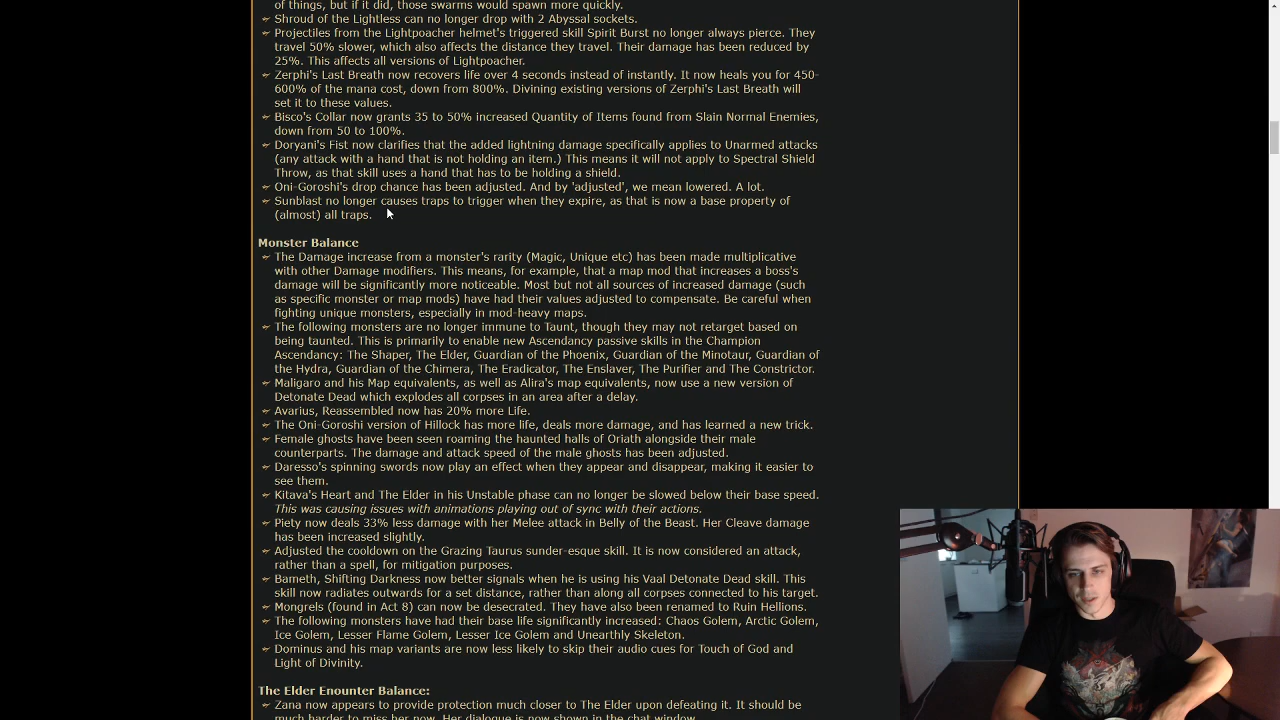 of things, but if it did, those swarms would spawn more quickly.
Shroud of the Lightless can no longer drop with 2 Abyssal sockets.
Projectiles from the Lightpoacher helmet's triggered skill Spirit Burst no longer always pierce. They
travel 50% slower, which also affects the distance they travel. Their damage has been reduced by
25%. This affects all versions of Lightpoacher.
Zerphi's Last Breath now recovers life over 4 seconds instead of instantly. It now heals you for 450-
600% of the mana cost, down from 800%. Divining existing versions of Zerphi's Last Breath will
set it to these values.
Bisco's Collar now grants 35 to 50% increased Quantity of Items found from Slain Normal Enemies,
down from 50 to 100%.
Doryani's Fist now clarifies that the added lightning damage specifically applies to Unarmed attacks
(any attack with a hand that is not holding an item.) This means it will not apply to Spectral Shield
Throw, as that skill uses a hand that has to be holding a shield.
Oni-Goroshi's drop chance has been adjusted. And by 'adjusted', we mean lowered. A lot.
Sunblast no longer causes traps to trigger when they expire, as that is now a base property of
(almost) all traps.
Monster Balance
The Damage increase from a monster's rarity (Magic, Unique etc) has been made multiplicative
with other Damage modifiers. This means, for example, that a map mod that increases a boss's
damage will be significantly more noticeable. Most but not all sources of increased damage (such
as specific monster or map mods) have had their values adjusted to compensate. Be careful when
fighting unique monsters, especially in mod-heavy maps.
The following monsters are no longer immune to Taunt, though they may not retarget based on
being taunted. This is primarily to enable new Ascendancy passive skills in the Champion
Ascendancy: The Shaper, The Elder, Guardian of the Phoenix, Guardian of the Minotaur, Guardian of
the Hydra, Guardian of the Chimera, The Eradicator, The Enslaver, The Purifier and The Constrictor.
Maligaro and his Map equivalents, as well as Alira's map equivalents, now use a new version of
Detonate Dead which explodes all corpses in an area after a delay.
Avarius, Reassembled now has 20% more Life.
The Oni-Goroshi version of Hillock has more life, deals more damage, and has learned a new trick.
Female ghosts have been seen roaming the haunted halls of Oriath alongside their male
counterparts. The damage and attack speed of the male ghosts has been adjusted.
Daresso's spinning swords now play an effect when they appear and disappear, making it easier to
see them.
Kitava's Heart and The Elder in his Unstable phase can no longer be slowed below their base speed.
This was causing issues with animations playing out of sync with their actions.
Piety now deals 33% less damage with her Melee attack in Belly of the Beast. Her Cleave damage
has been increased slightly.
Adjusted the cooldown on the Grazing Taurus sunder-esque skill. It is now considered an attack,
rather than a spell, for mitigation purposes.
Bameth, Shifting Darkness now better signals when he is using his Vaal Detonate Dead skill. This
skill now radiates outwards for a set distance, rather than along all corpses connected to his target.
Mongrels (found in Act 8) can now be desecrated. They have also been renamed to Ruin Hellions.
The following monsters have had their base life significantly increased: Chaos Golem, Arctic Golem,
Ice Golem, Lesser Flame Golem, Lesser Ice Golem and Unearthly Skeleton.
Dominus and his map variants are now less likely to skip their audio cues for Touch of God and
Light of Divinity.
The Elder Encounter Balance:
Zana now appears to provide protection much closer to The Elder upon defeating it. It should be
much harder to miss her now. Her dialogue is now shown in the chat window.